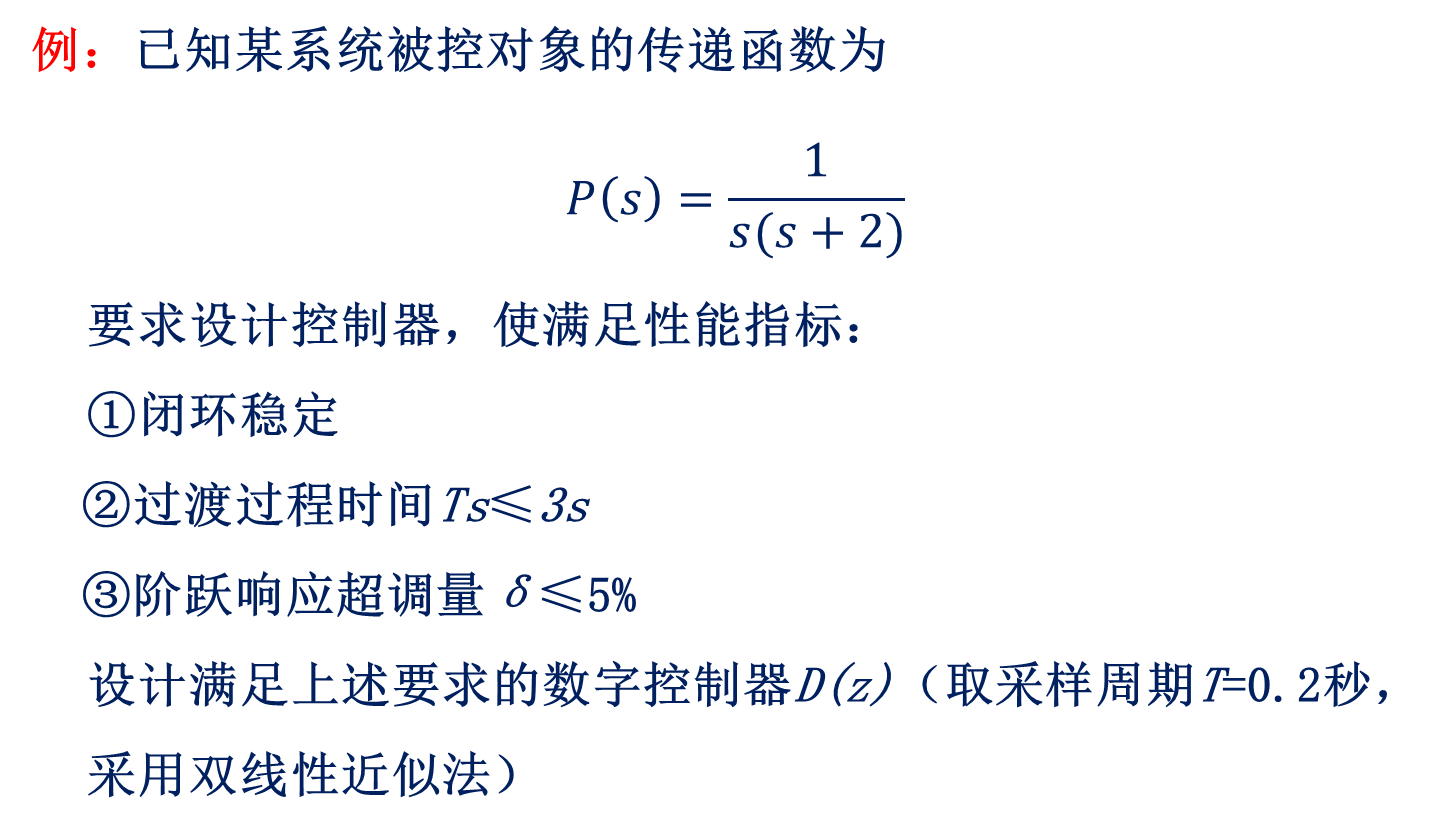 例：已知某系统被控对象的传递函数为
P(s) = 1 / s(s + 2)
要求设计控制器，使满足性能指标：
①闭环稳定
②过渡过程时间Ts≤3s
③阶跃响应超调量δ≤5%
设计满足上述要求的数字控制器D(z)（取采样周期T=0.2秒，
采用双线性近似法）